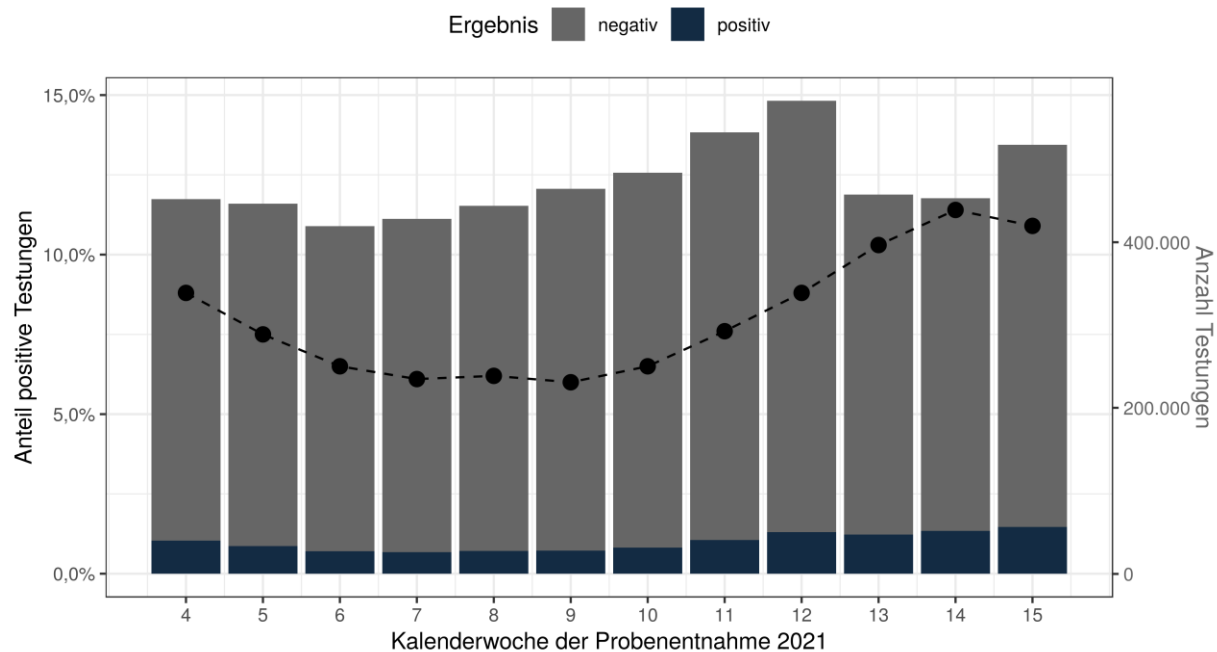 Ergebnis negativ positiv
Anteil positive Testungen
15,0%
10,0%
5,0%
0,0%
400.000
200.000
0
Anzahl Testungen
4 5 6 7 8 9 10 11 12 13 14 15
Kalenderwoche der Probenentnahme 2021